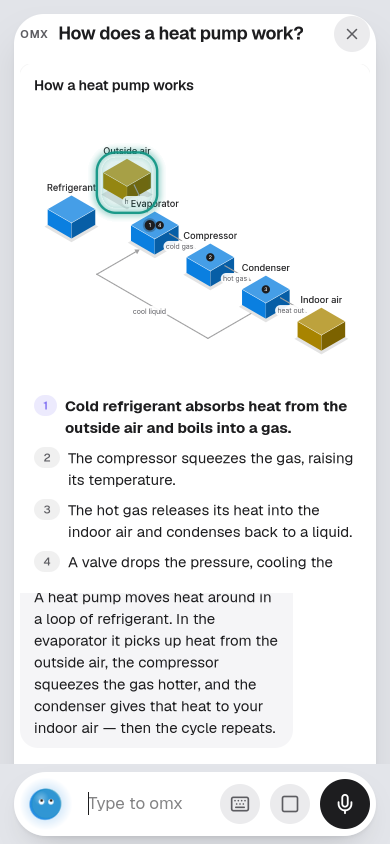 OMX How does a heat pump work?
How a heat pump works
Outside air
Refrigerant
Evaporator
1 4
cold gas
Compressor
2
hot gas
Condenser
3
heat out
Indoor air
cool liquid
1 Cold refrigerant absorbs heat from the
outside air and boils into a gas.
2 The compressor squeezes the gas, raising
its temperature.
3 The hot gas releases its heat into the
indoor air and condenses back to a liquid.
4 A valve drops the pressure, cooling the
A heat pump moves heat around in
a loop of refrigerant. In the
evaporator it picks up heat from the
outside air, the compressor
squeezes the gas hotter, and the
condenser gives that heat to your
indoor air — then the cycle repeats.
Type to omx